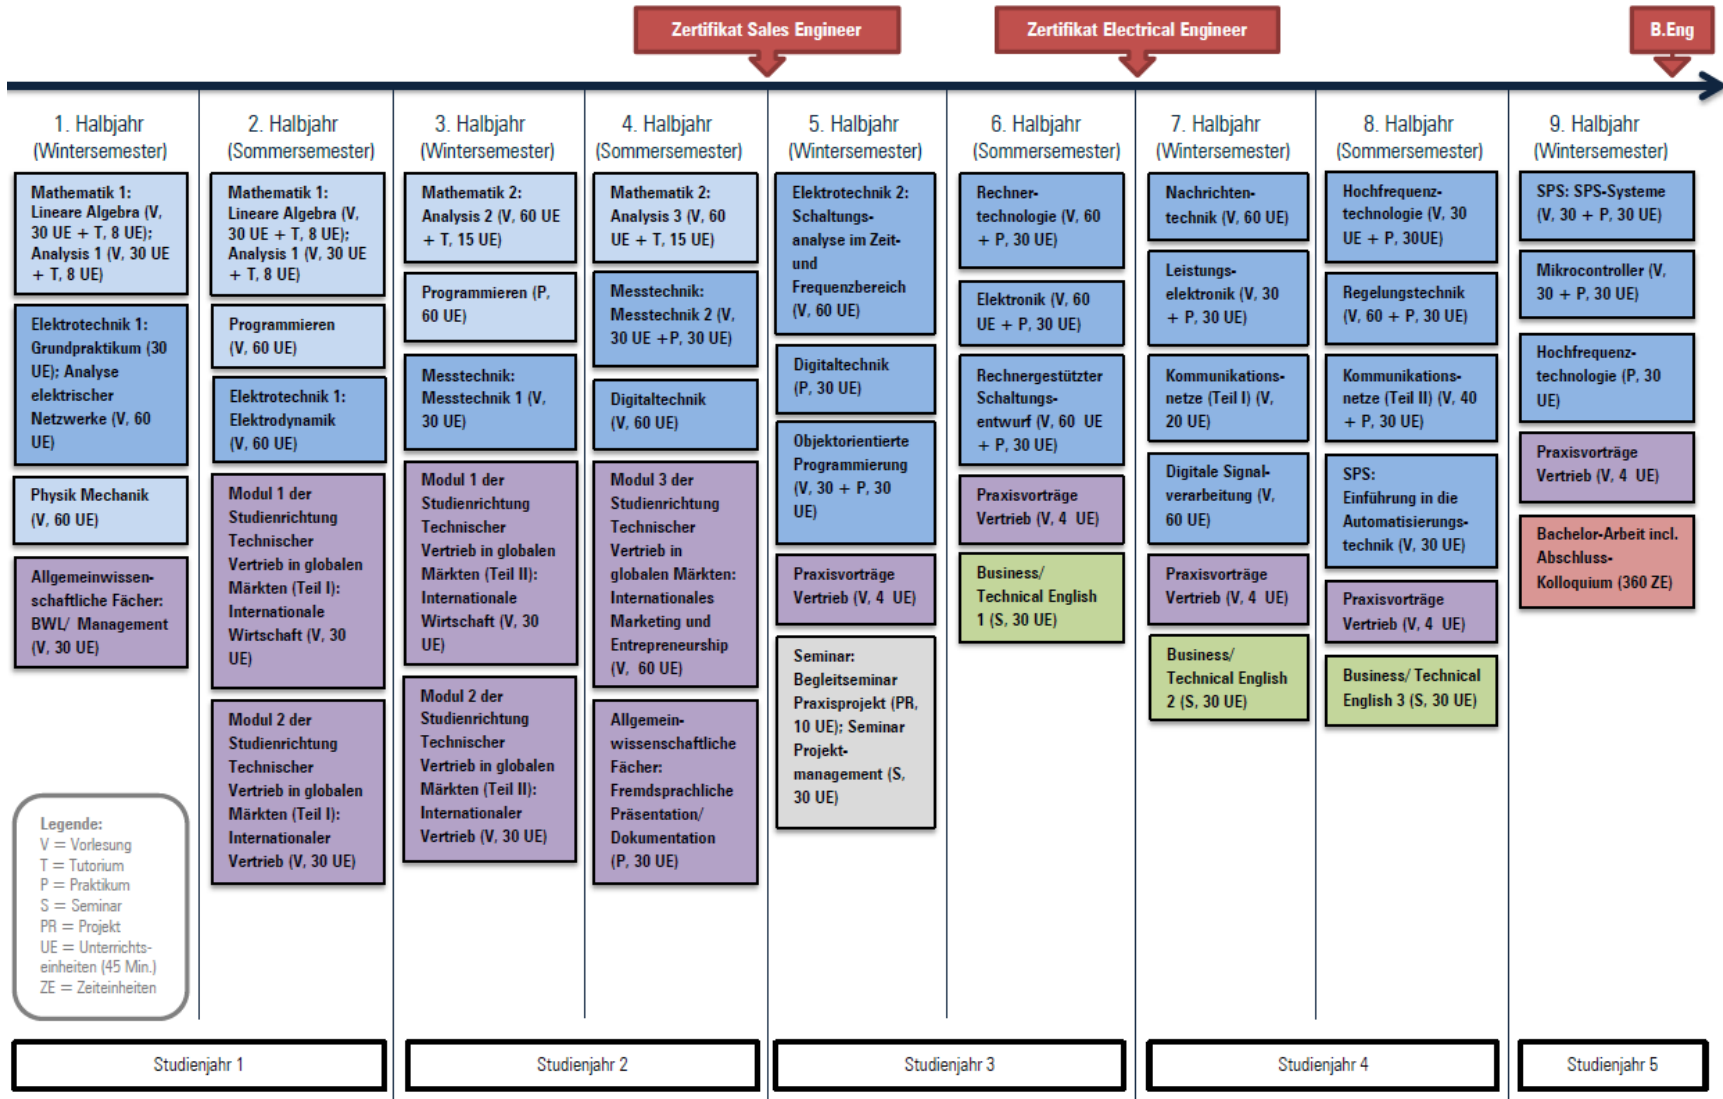 Zertifikat Sales Engineer
Zertifikat Electrical Engineer
B.Eng
1. Halbjahr
(Wintersemester)
Mathematik 1:
Lineare Algebra (V,
30 UE + T, 8 UE);
Analysis 1 (V, 30 UE
+ T, 8 UE)
Elektrotechnik 1:
Grundpraktikum (30
UE); Analyse
elektrischer
Netzwerke (V, 60
UE)
Physik Mechanik
(V, 60 UE)
Allgemeinwissen-
schaftliche Fächer:
BWL/ Management
(V, 30 UE)
Legende:
V = Vorlesung
T = Tutorium
P = Praktikum
S = Seminar
PR = Projekt
UE = Unterrichts-
einheiten (45 Min.)
ZE = Zeiteinheiten
2. Halbjahr
(Sommersemester)
Mathematik 1:
Lineare Algebra (V,
30 UE + T, 8 UE);
Analysis 1 (V, 30 UE
+ T, 8 UE)
Programmieren
(V, 60 UE)
Elektrotechnik 1:
Elektrodynamik
(V, 60 UE)
Modul 1 der
Studienrichtung
Technischer
Vertrieb in globalen
Märkten (Teil I):
Internationale
Wirtschaft (V, 30
UE)
Modul 2 der
Studienrichtung
Technischer
Vertrieb in globalen
Märkten (Teil I):
Internationaler
Vertrieb (V, 30 UE)
3. Halbjahr
(Wintersemester)
Mathematik 2:
Analysis 2 (V, 60 UE
+ T, 15 UE)
Programmieren (P,
60 UE)
Messtechnik:
Messtechnik 1 (V,
30 UE)
Modul 1 der
Studienrichtung
Technischer
Vertrieb in globalen
Märkten (Teil II):
Internationale
Wirtschaft (V, 30
UE)
Modul 2 der
Studienrichtung
Technischer
Vertrieb in globalen
Märkten (Teil II):
Internationaler
Vertrieb (V, 30 UE)
4. Halbjahr
(Sommersemester)
Mathematik 2:
Analysis 3 (V, 60
UE + T, 15 UE)
Messtechnik:
Messtechnik 2 (V,
30 UE +P, 30 UE)
Digitaltechnik
(V, 60 UE)
Modul 3 der
Studienrichtung
Technischer
Vertrieb in
globalen Märkten:
Internationales
Marketing und
Entrepreneurship
(V, 60 UE)
Allgemein-
wissenschaftliche
Fächer:
Fremdsprachliche
Präsentation/
Dokumentation
(P, 30 UE)
5. Halbjahr
(Wintersemester)
Elektrotechnik 2:
Schaltungs-
analyse im Zeit-
und
Frequenzbereich
(V, 60 UE)
Digitaltechnik
(P, 30 UE)
Objektorientierte
Programmierung
(V, 30 + P, 30
UE)
Praxisvorträge
Vertrieb (V, 4 UE)
Seminar:
Begleitseminar
Praxisprojekt (PR,
10 UE); Seminar
Projekt-
management (S,
30 UE)
6. Halbjahr
(Sommersemester)
Rechner-
technologie (V, 60
+ P, 30 UE)
Elektronik (V, 60
UE + P, 30 UE)
Rechnergestützter
Schaltungs-
entwurf (V, 60 UE
+ P, 30 UE)
Praxisvorträge
Vertrieb (V, 4 UE)
Business/
Technical English
1 (S, 30 UE)
7. Halbjahr
(Wintersemester)
Nachrichten-
technik (V, 60 UE)
Leistungs-
elektronik (V, 30
+ P, 30 UE)
Kommunikations-
netze (Teil I) (V,
20 UE)
Digitale Signal-
verarbeitung (V,
60 UE)
Praxisvorträge
Vertrieb (V, 4 UE)
Business/
Technical English
2 (S, 30 UE)
8. Halbjahr
(Sommersemester)
Hochfrequenz-
technologie (V, 30
UE + P, 30UE)
Regelungstechnik
(V, 60 + P, 30 UE)
Kommunikations-
netze (Teil II) (V, 40
+ P, 30 UE)
SPS:
Einführung in die
Automatisierungs-
technik (V, 30 UE)
Praxisvorträge
Vertrieb (V, 4 UE)
Business/ Technical
English 3 (S, 30 UE)
9. Halbjahr
(Wintersemester)
SPS: SPS-Systeme
(V, 30 + P, 30 UE)
Mikrocontroller (V,
30 + P, 30 UE)
Hochfrequenz-
technologie (P, 30
UE)
Praxisvorträge
Vertrieb (V, 4 UE)
Bachelor-Arbeit incl.
Abschluss-
Kolloquium (360 ZE)
Studienjahr 1
Studienjahr 2
Studienjahr 3
Studienjahr 4
Studienjahr 5